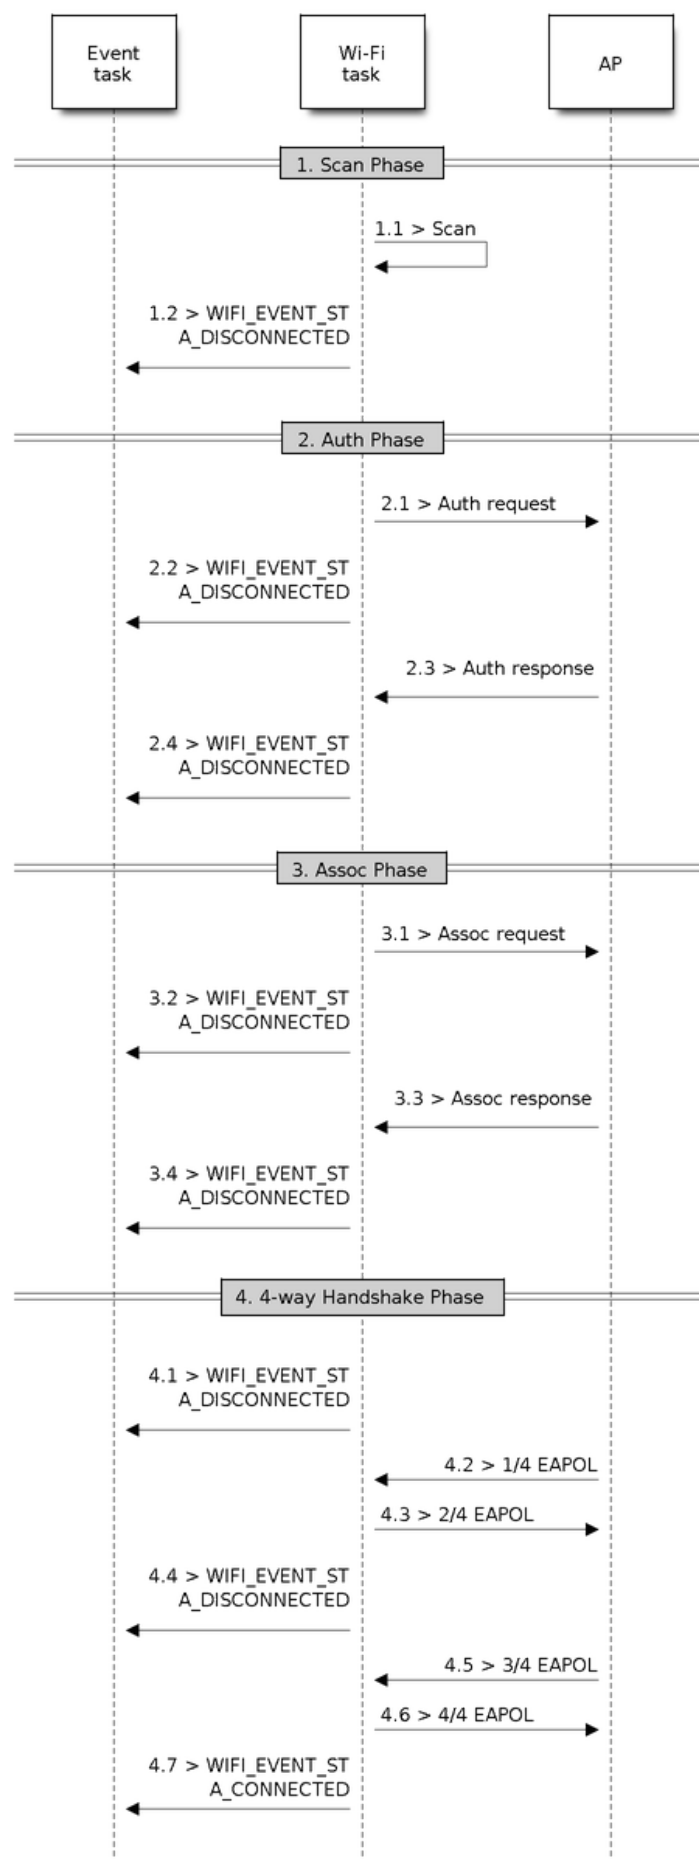 Event
task
Wi-Fi
task
AP
1. Scan Phase
1.1 > Scan
1.2 > WIFI_EVENT_ST
A_DISCONNECTED
2. Auth Phase
2.1 > Auth request
2.2 > WIFI_EVENT_ST
A_DISCONNECTED
2.3 > Auth response
2.4 > WIFI_EVENT_ST
A_DISCONNECTED
3. Assoc Phase
3.1 > Assoc request
3.2 > WIFI_EVENT_ST
A_DISCONNECTED
3.3 > Assoc response
3.4 > WIFI_EVENT_ST
A_DISCONNECTED
4. 4-way Handshake Phase
4.1 > WIFI_EVENT_ST
A_DISCONNECTED
4.2 > 1/4 EAPOL
4.3 > 2/4 EAPOL
4.4 > WIFI_EVENT_ST
A_DISCONNECTED
4.5 > 3/4 EAPOL
4.6 > 4/4 EAPOL
4.7 > WIFI_EVENT_ST
A_CONNECTED